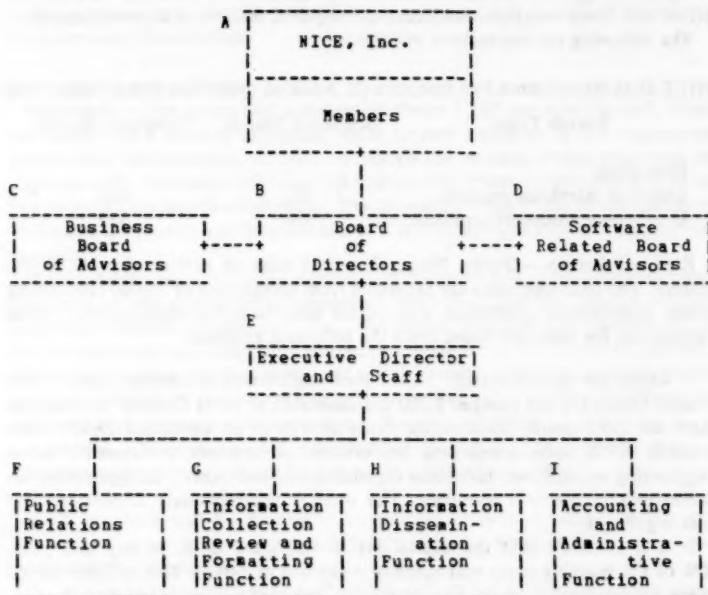 A
NICE, Inc.
Members
C B D
Business Board Software
Board of Related Board
of Advisors Directors of Advisors
E
Executive Director
and Staff
F G H I
Public Information Information Accounting
Relations Collection Dissemin- and
Function Review and ation Administra-
Formatting Function tive
Function Function